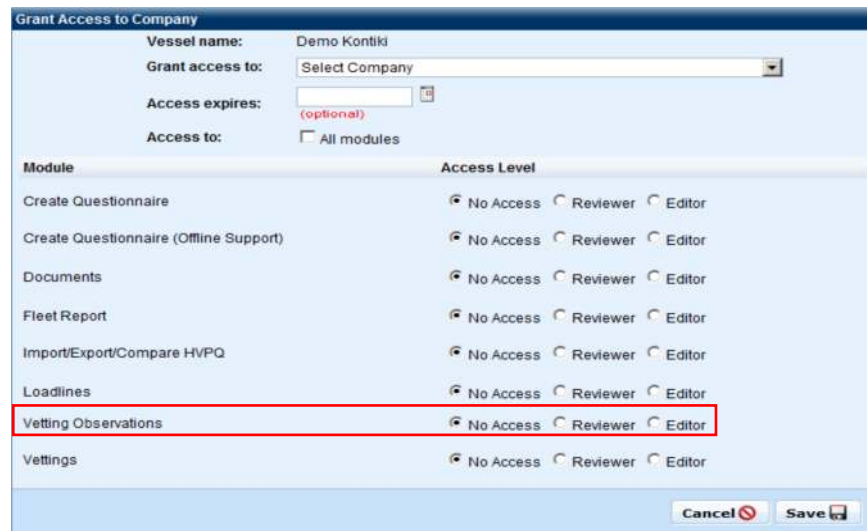 Grant Access to Company
Vessel name: Demo Kontiki
Grant access to: Select Company
Access expires:
(optional)
Access to: All modules
Module Access Level
Create Questionnaire No Access Reviewer Editor
Create Questionnaire (Offline Support) No Access Reviewer Editor
Documents No Access Reviewer Editor
Fleet Report No Access Reviewer Editor
Import/Export/Compare HVPQ No Access Reviewer Editor
Loadlines No Access Reviewer Editor
Vetting Observations No Access Reviewer Editor
Vettings No Access Reviewer Editor
Cancel Save